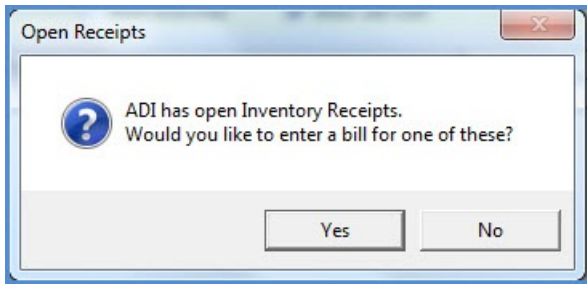 Open Receipts
ADI has open Inventory Receipts.
Would you like to enter a bill for one of these?
Yes
No